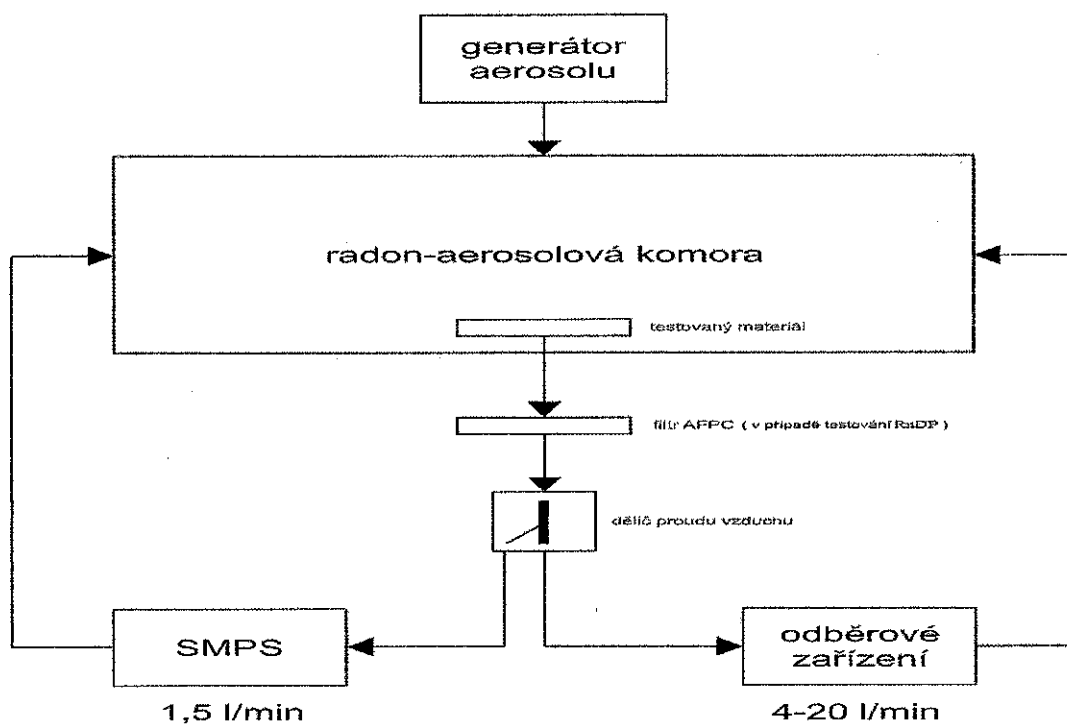 generátor
aerosolu
radon-aerosolová komora
testovaný materiál
filtr AFPC ( v případě testování RnDP )
dělič proudu vzduchu
SMPS
odběrové
zařízení
1,5 l/min
4-20 l/min